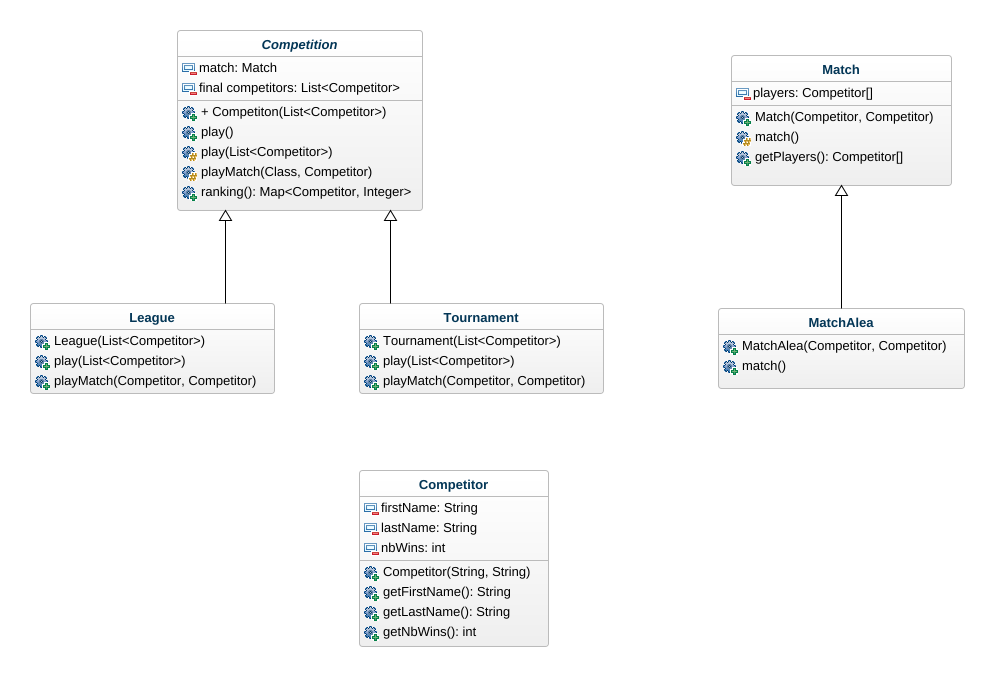 Competition
match: Match
final competitors: List<Competitor>
+ Competiton(List<Competitor>)
play()
play(List<Competitor>)
playMatch(Class, Competitor)
ranking(): Map<Competitor, Integer>
Match
players: Competitor[]
Match(Competitor, Competitor)
match()
getPlayers(): Competitor[]
League
League(List<Competitor>)
play(List<Competitor>)
playMatch(Competitor, Competitor)
Tournament
Tournament(List<Competitor>)
play(List<Competitor>)
playMatch(Competitor, Competitor)
MatchAlea
MatchAlea(Competitor, Competitor)
match()
Competitor
firstName: String
lastName: String
nbWins: int
Competitor(String, String)
getFirstName(): String
getLastName(): String
getNbWins(): int